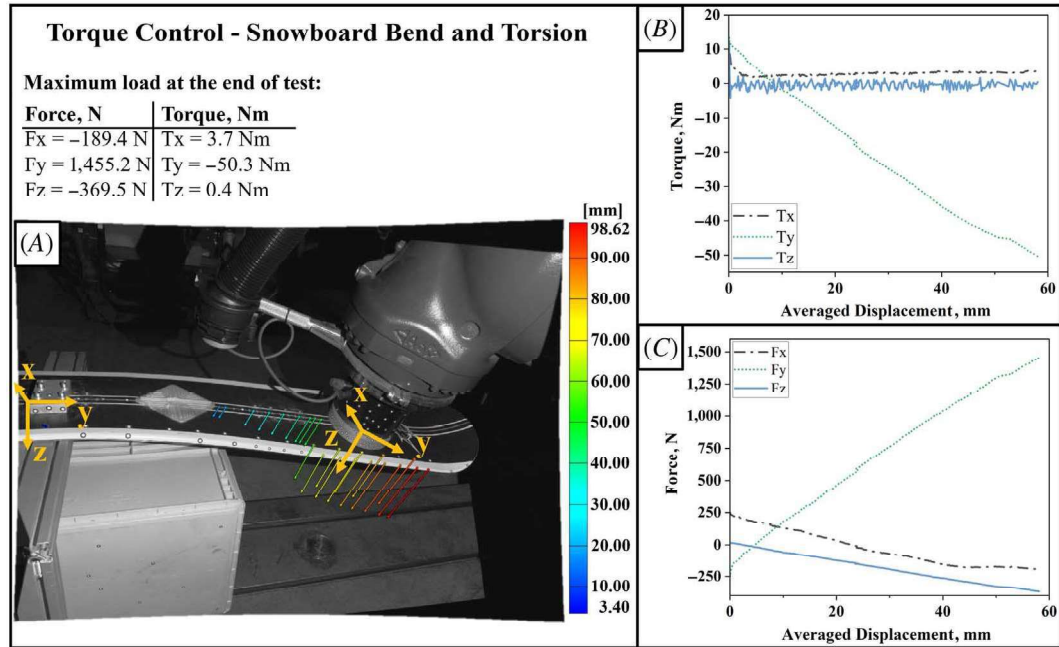 Torque Control - Snowboard Bend and Torsion
Maximum load at the end of test:
Force, N Torque, Nm
Fx = −189.4 N Tx = 3.7 Nm
Fy = 1,455.2 N Ty = −50.3 Nm
Fz = −369.5 N Tz = 0.4 Nm
(A)
[mm]
98.62
90.00
80.00
70.00
60.00
50.00
40.00
30.00
20.00
10.00
3.40
x
y
z
x
y
z
(B)
20
10
0
−10
−20
−30
−40
−50
Torque, Nm
Tx
Ty
Tz
0 20 40 60
Averaged Displacement, mm
(C)
1,500
1,250
1,000
750
500
250
0
−250
Force, N
Fx
Fy
Fz
0 20 40 60
Averaged Displacement, mm